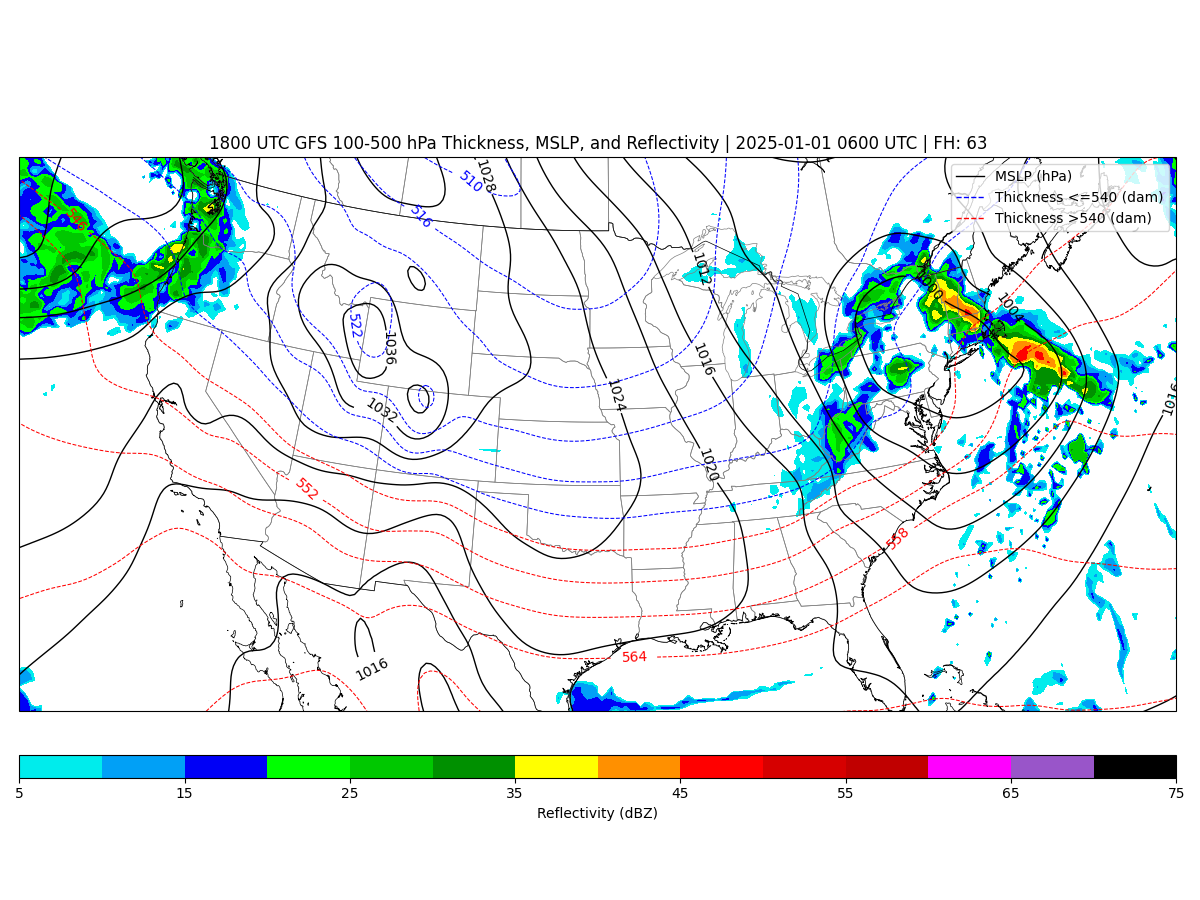 1800 UTC GFS 100-500 hPa Thickness, MSLP, and Reflectivity | 2025-01-01 0600 UTC | FH: 63
MSLP (hPa)
Thickness <=540 (dam)
Thickness >540 (dam)
1028
510
516
1012
522
1036
1016
1032
1024
1016
1020
552
558
564
1016
5 15 25 35 45 55 65 75
Reflectivity (dBZ)